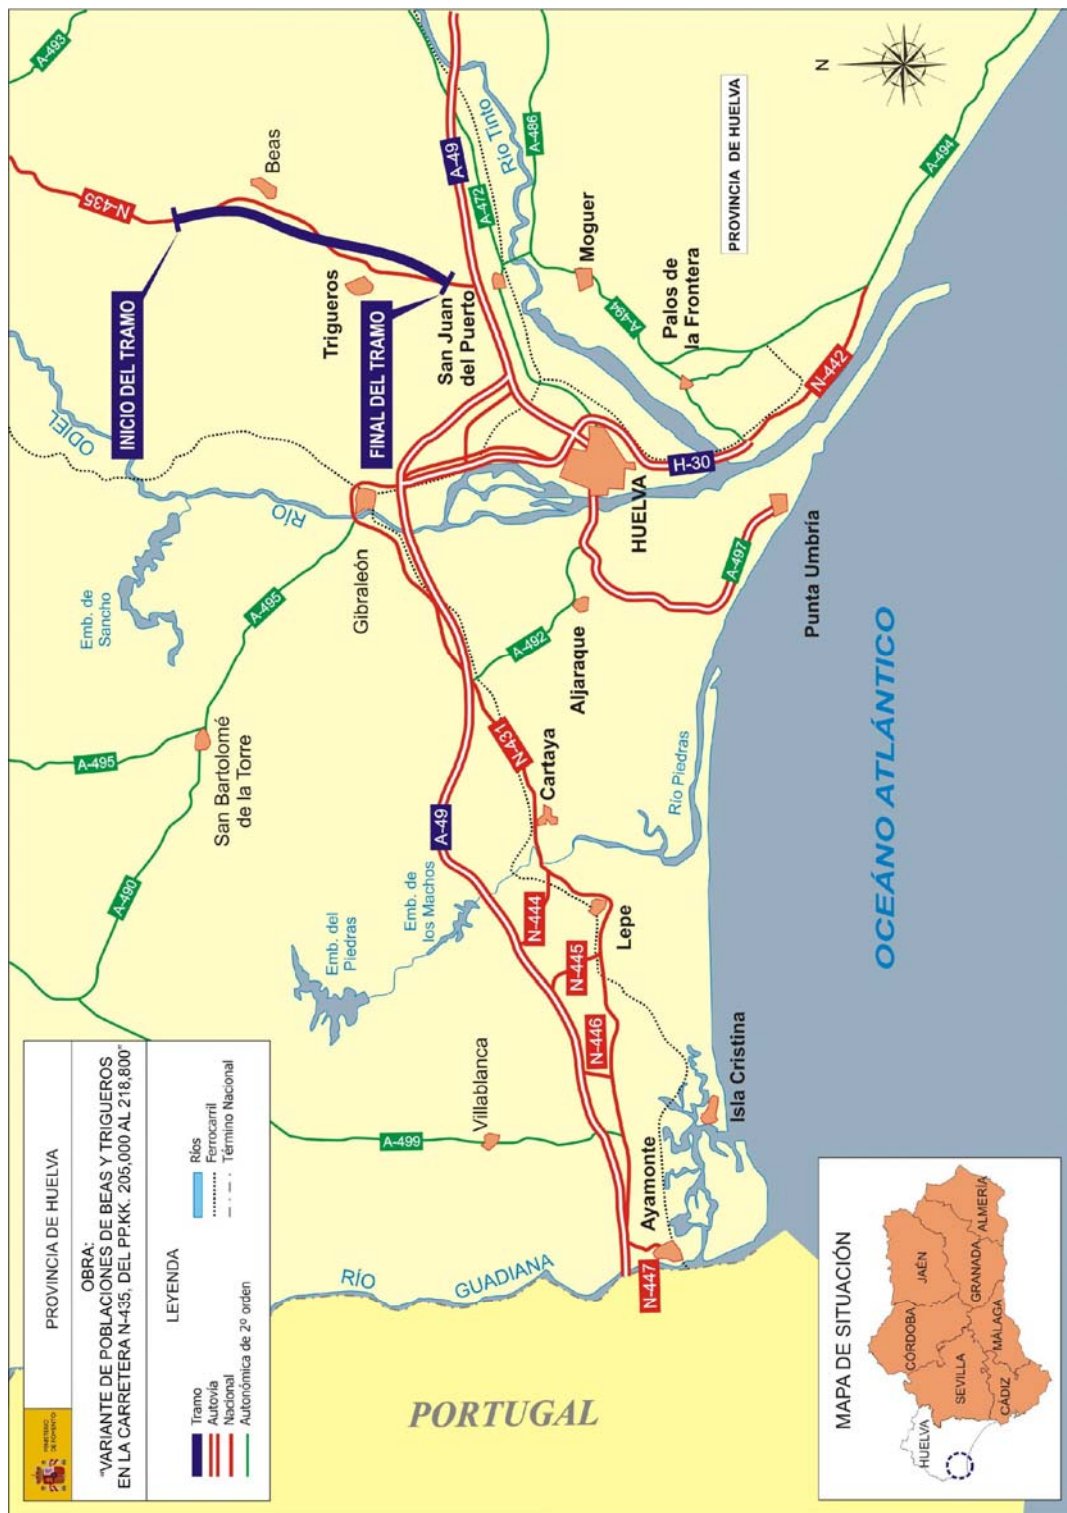 MINISTERIO
DE FOMENTO
PROVINCIA DE HUELVA
OBRA:
"VARIANTE DE POBLACIONES DE BEAS Y TRIGUEROS
EN LA CARRETERA N-435, DEL PP.KK. 205,000 AL 218,800"
LEYENDA
Tramo
Autovía
Nacional
Autonómica de 2º orden
Ríos
Ferrocarril
Término Nacional
A-490
A-495
San Bartolomé
de la Torre
A-495
Emb. de
Sancho
RÍO
ODIEL
INICIO DEL TRAMO
N-435
A-493
Beas
Trigueros
FINAL DEL TRAMO
San Juan
del Puerto
Gibraleón
A-49
A-472
Río Tinto
A-486
Moguer
A-494
Palos de
la Frontera
PROVINCIA DE HUELVA
N
A-494
N-442
H-30
HUELVA
A-497
Punta Umbría
Aljaraque
A-492
N-431
Cartaya
Río Piedras
A-49
Emb. de
los Machos
Emb. del
Piedras
N-444
Lepe
N-445
N-446
Villablanca
A-499
Isla Cristina
Ayamonte
N-447
RÍO
GUADIANA
PORTUGAL
OCEÁNO ATLÁNTICO
MAPA DE SITUACIÓN
HUELVA
SEVILLA
CÓRDOBA
JAÉN
CÁDIZ
MÁLAGA
GRANADA
ALMERÍA